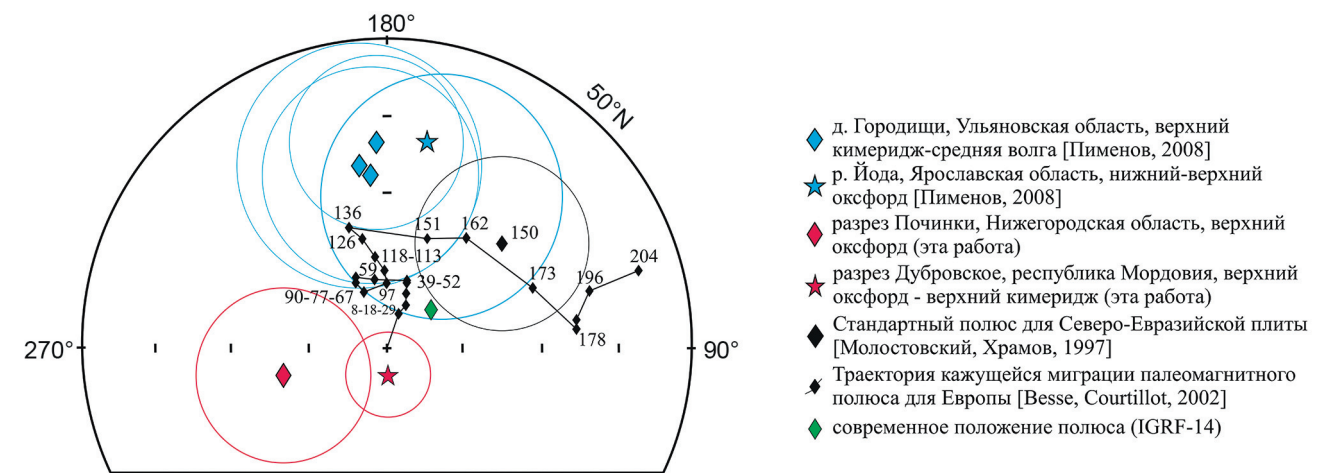 180°
50°N
136
151
162
150
126
118-113
204
59
39-52
173
196
90-77-67
97
8-18-29
178
270°
90°
д. Городищи, Ульяновская область, верхний
кимеридж-средняя волга [Пименов, 2008]
р. Йода, Ярославская область, нижний-верхний
оксфорд [Пименов, 2008]
разрез Починки, Нижегородская область, верхний
оксфорд (эта работа)
разрез Дубровское, республика Мордовия, верхний
оксфорд - верхний кимеридж (эта работа)
Стандартный полюс для Северо-Евразийской плиты
[Молостовский, Храмов, 1997]
Траектория кажущейся миграции палеомагнитного
полюса для Европы [Besse, Courtillot, 2002]
современное положение полюса (IGRF-14)